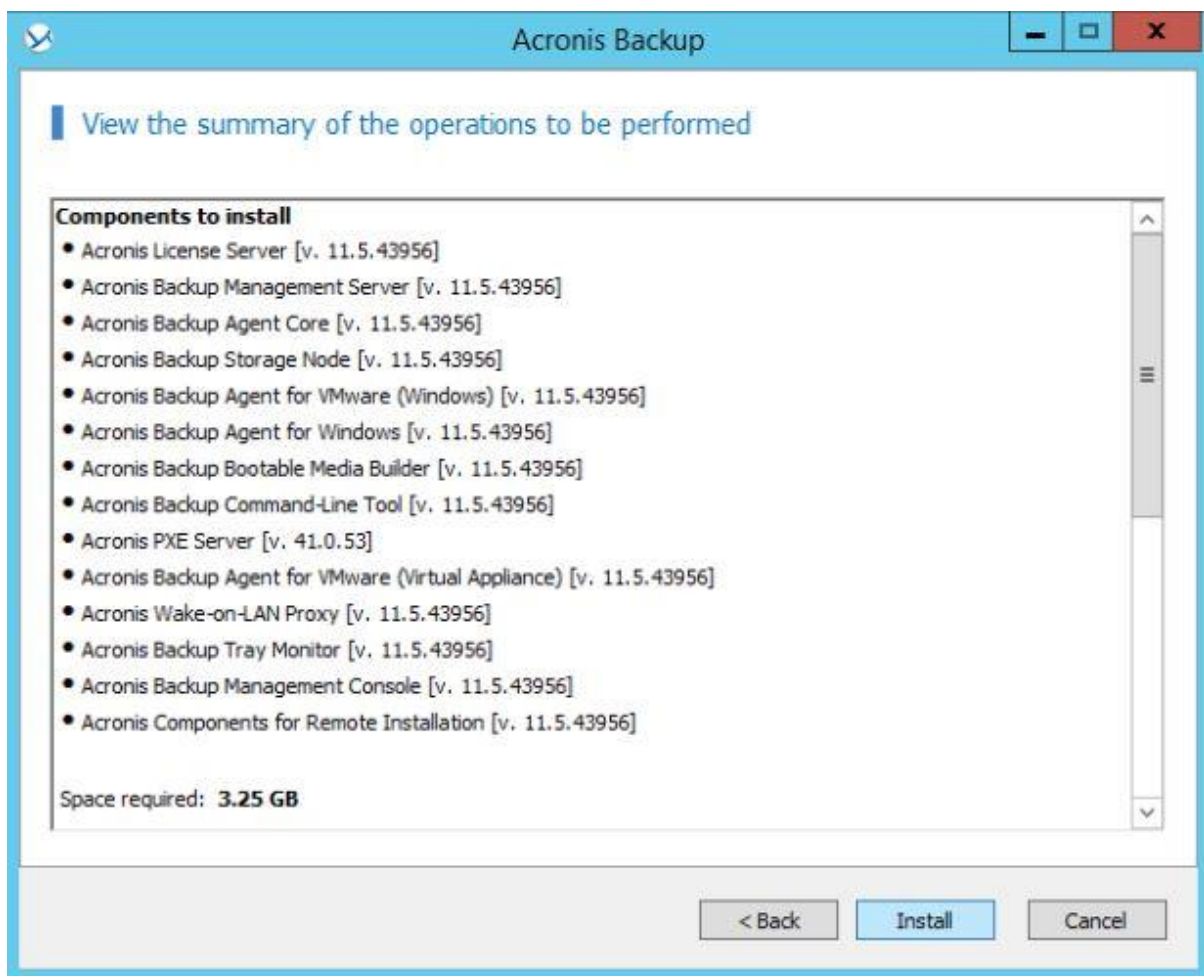 Acronis Backup
View the summary of the operations to be performed
Components to install
• Acronis License Server [v. 11.5.43956]
• Acronis Backup Management Server [v. 11.5.43956]
• Acronis Backup Agent Core [v. 11.5.43956]
• Acronis Backup Storage Node [v. 11.5.43956]
• Acronis Backup Agent for VMware (Windows) [v. 11.5.43956]
• Acronis Backup Agent for Windows [v. 11.5.43956]
• Acronis Backup Bootable Media Builder [v. 11.5.43956]
• Acronis Backup Command-Line Tool [v. 11.5.43956]
• Acronis PXE Server [v. 41.0.53]
• Acronis Backup Agent for VMware (Virtual Appliance) [v. 11.5.43956]
• Acronis Wake-on-LAN Proxy [v. 11.5.43956]
• Acronis Backup Tray Monitor [v. 11.5.43956]
• Acronis Backup Management Console [v. 11.5.43956]
• Acronis Components for Remote Installation [v. 11.5.43956]
Space required: 3.25 GB
< Back Install Cancel